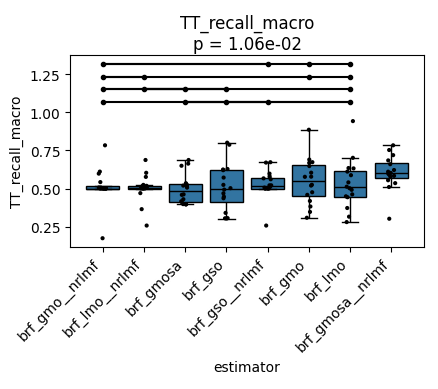 TT_recall_macro
p = 1.06e-02
TT_recall_macro
1.25
1.00
0.75
0.50
0.25
brf_gmo__nrlmf
brf_lmo__nrlmf
brf_gmosa
brf_gso
brf_gso__nrlmf
brf_gmo
brf_lmo
brf_gmosa__nrlmf
estimator